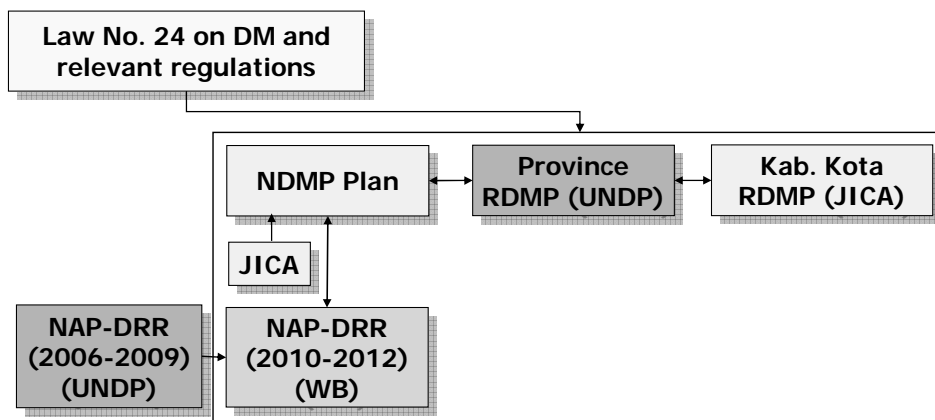 Law No. 24 on DM and
relevant regulations
NDMP Plan
Province
RDMP (UNDP)
Kab. Kota
RDMP (JICA)
JICA
NAP-DRR
(2006-2009)
(UNDP)
NAP-DRR
(2010-2012)
(WB)